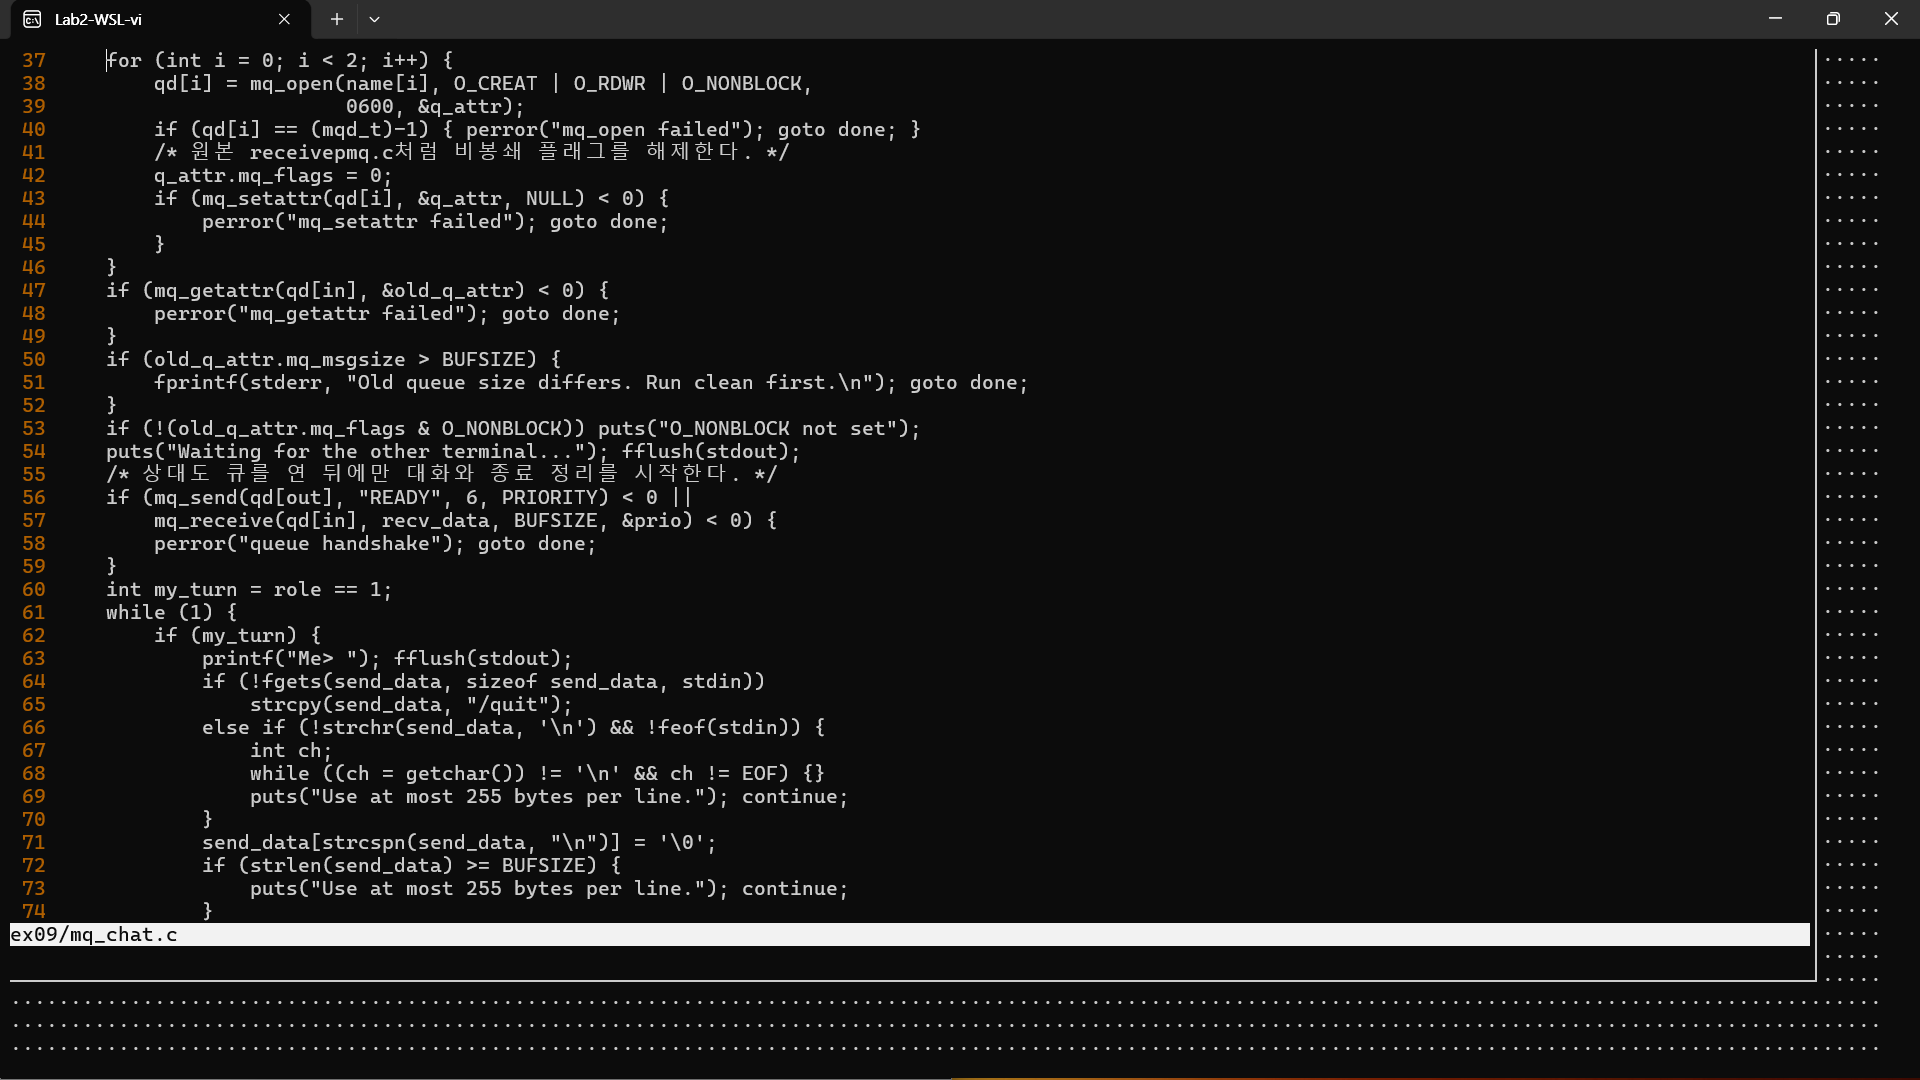 Lab2-WSL-vi
37     for (int i = 0; i < 2; i++) {
38         qd[i] = mq_open(name[i], O_CREAT | O_RDWR | O_NONBLOCK,
39                         0600, &q_attr);
40         if (qd[i] == (mqd_t)-1) { perror("mq_open failed"); goto done; }
41         /* 원본 receivepmq.c처럼 비봉쇄 플래그를 해제한다. */
42         q_attr.mq_flags = 0;
43         if (mq_setattr(qd[i], &q_attr, NULL) < 0) {
44             perror("mq_setattr failed"); goto done;
45         }
46     }
47     if (mq_getattr(qd[in], &old_q_attr) < 0) {
48         perror("mq_getattr failed"); goto done;
49     }
50     if (old_q_attr.mq_msgsize > BUFSIZE) {
51         fprintf(stderr, "Old queue size differs. Run clean first.\n"); goto done;
52     }
53     if (!(old_q_attr.mq_flags & O_NONBLOCK)) puts("O_NONBLOCK not set");
54     puts("Waiting for the other terminal..."); fflush(stdout);
55     /* 상대도 큐를 연 뒤에만 대화와 종료 정리를 시작한다. */
56     if (mq_send(qd[out], "READY", 6, PRIORITY) < 0 ||
57         mq_receive(qd[in], recv_data, BUFSIZE, &prio) < 0) {
58         perror("queue handshake"); goto done;
59     }
60     int my_turn = role == 1;
61     while (1) {
62         if (my_turn) {
63             printf("Me> "); fflush(stdout);
64             if (!fgets(send_data, sizeof send_data, stdin))
65                 strcpy(send_data, "/quit");
66             else if (!strchr(send_data, '\n') && !feof(stdin)) {
67                 int ch;
68                 while ((ch = getchar()) != '\n' && ch != EOF) {}
69                 puts("Use at most 255 bytes per line."); continue;
70             }
71             send_data[strcspn(send_data, "\n")] = '\0';
72             if (strlen(send_data) >= BUFSIZE) {
73                 puts("Use at most 255 bytes per line."); continue;
74             }
ex09/mq_chat.c